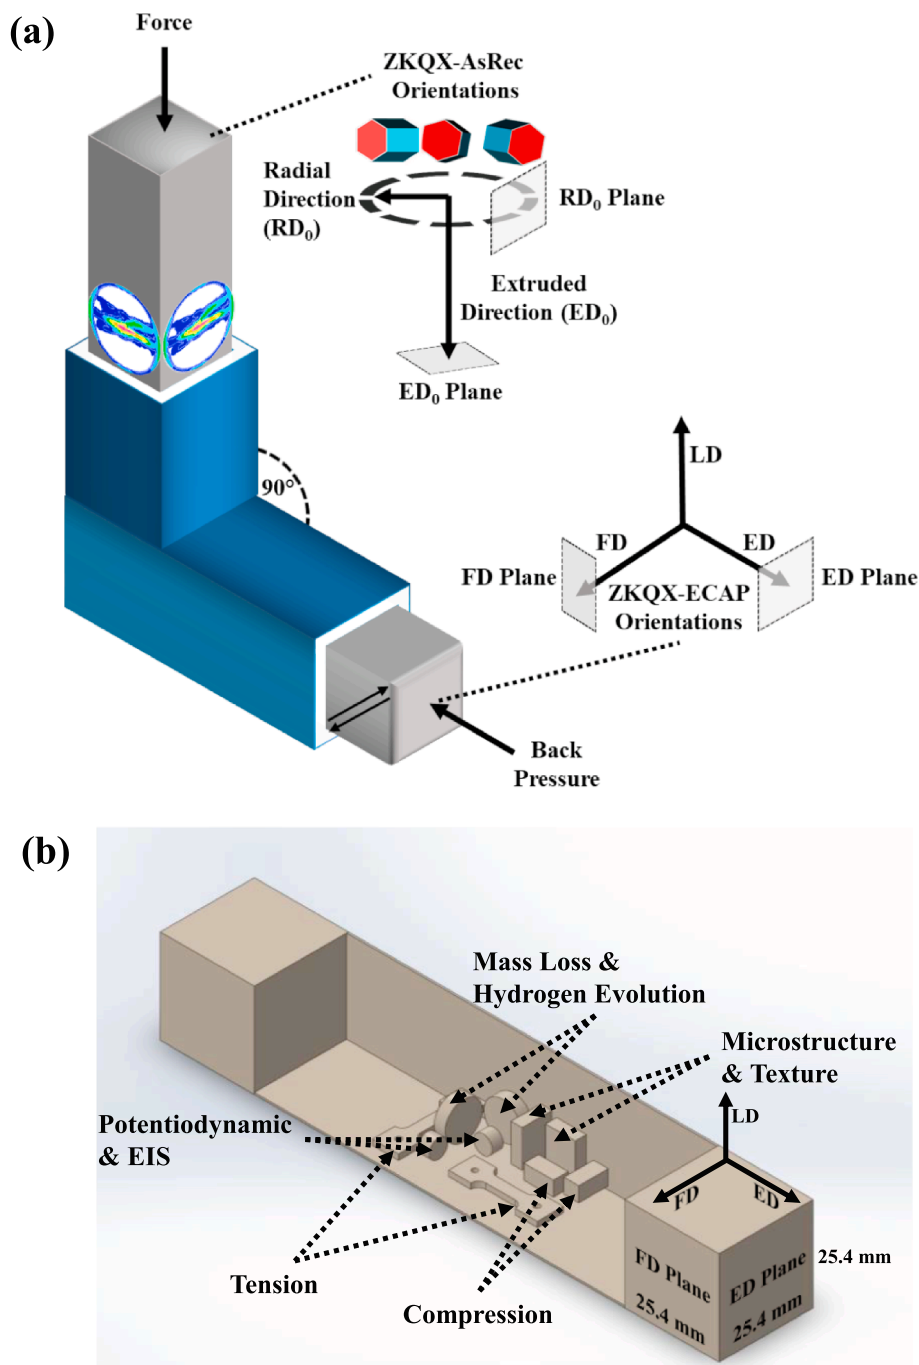 (a)
Force
ZKQX-AsRec
Orientations
Radial
Direction
(RD₀)
RD₀ Plane
Extruded
Direction (ED₀)
ED₀ Plane
90°
LD
FD
ED
FD Plane
ED Plane
ZKQX-ECAP
Orientations
Back
Pressure
(b)
Mass Loss &
Hydrogen Evolution
Microstructure
& Texture
LD
Potentiodynamic
& EIS
FD
ED
FD Plane
ED Plane
25.4 mm
25.4 mm
25.4 mm
Tension
Compression